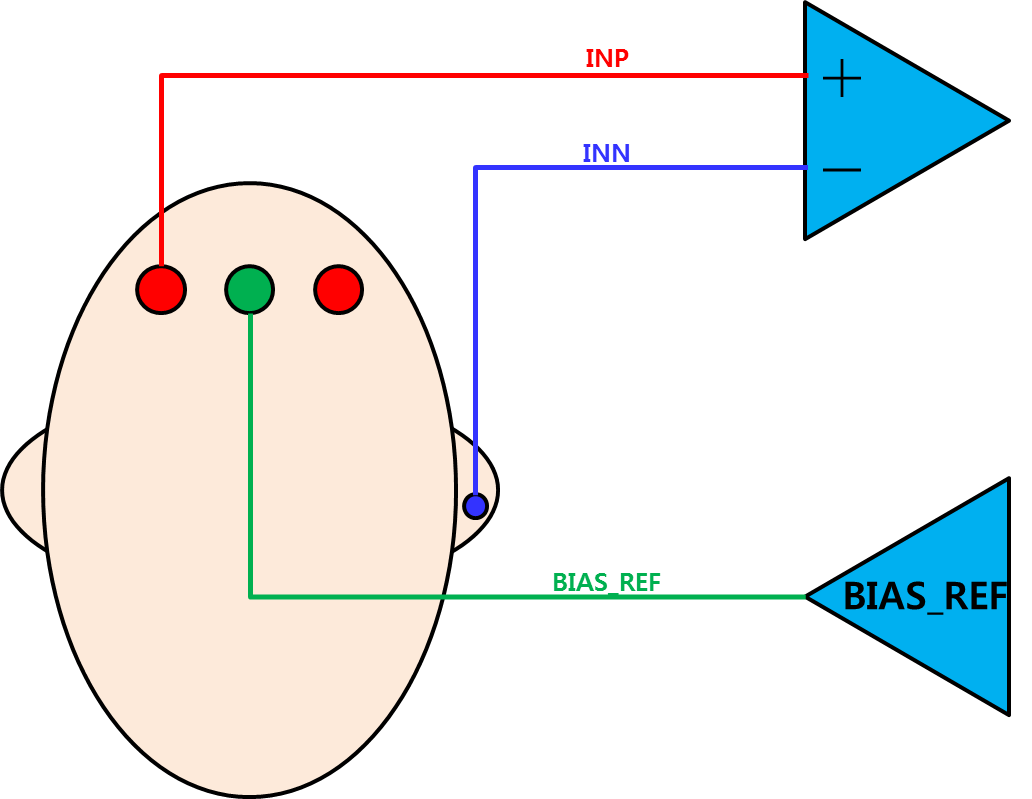 INP
+
INN
−
BIAS_REF
BIAS_REF